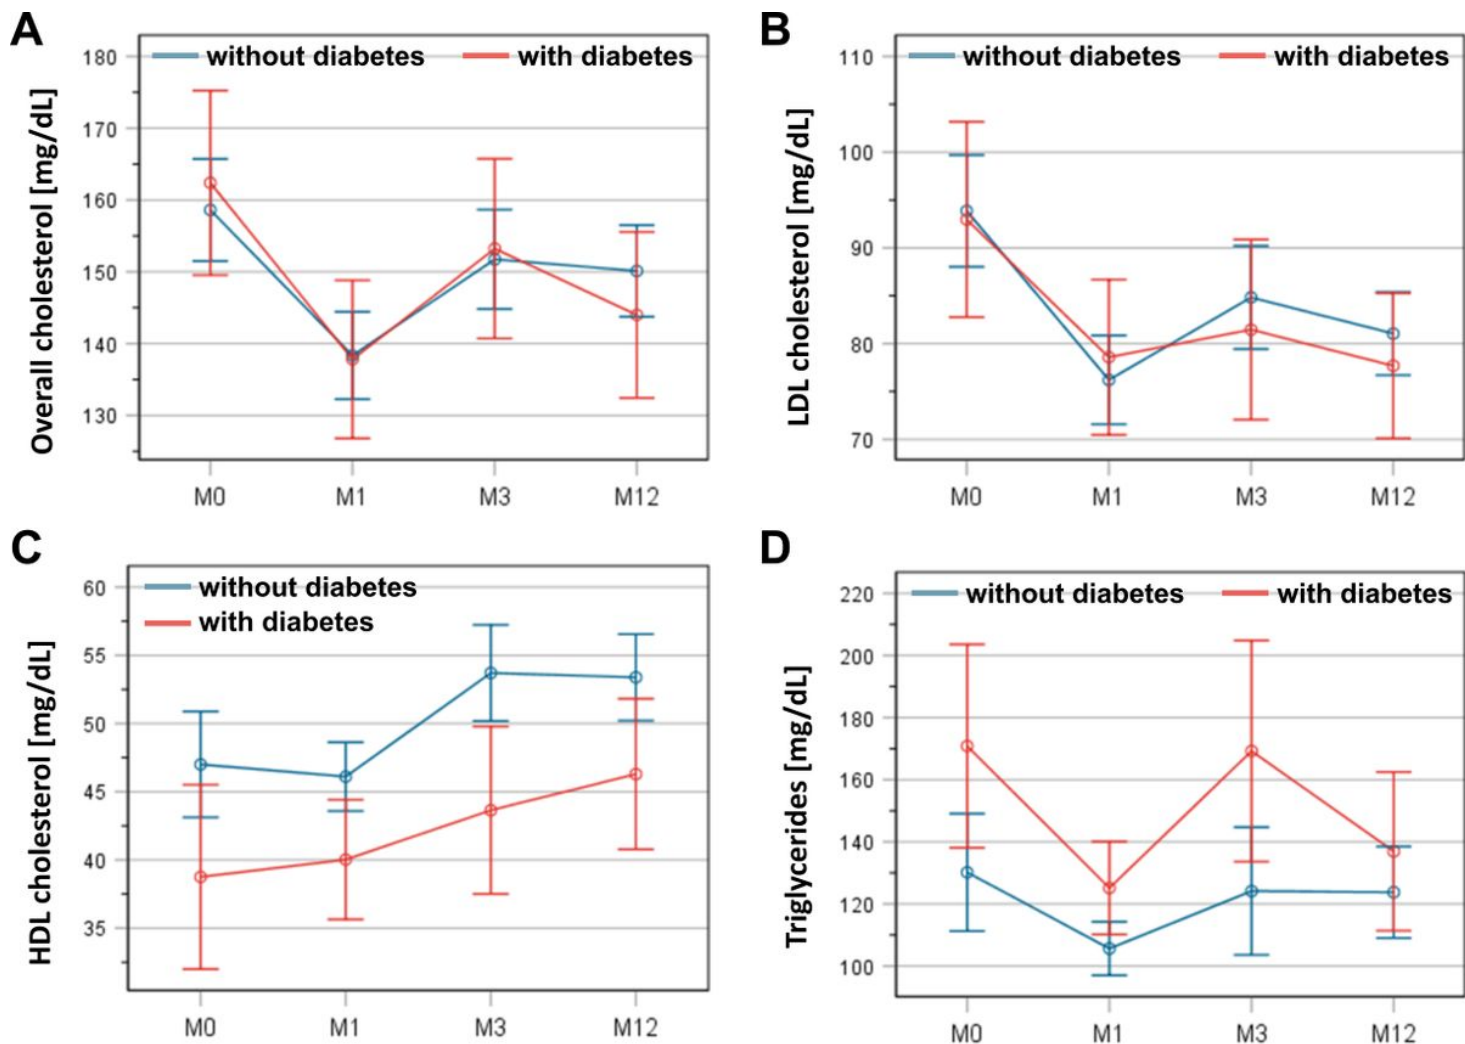 A
without diabetes with diabetes
Overall cholesterol [mg/dL]
180
170
160
150
140
130
M0 M1 M3 M12
B
without diabetes with diabetes
LDL cholesterol [mg/dL]
110
100
90
80
70
M0 M1 M3 M12
C
without diabetes
with diabetes
HDL cholesterol [mg/dL]
60
55
50
45
40
35
M0 M1 M3 M12
D
without diabetes with diabetes
Triglycerides [mg/dL]
220
200
180
160
140
120
100
M0 M1 M3 M12